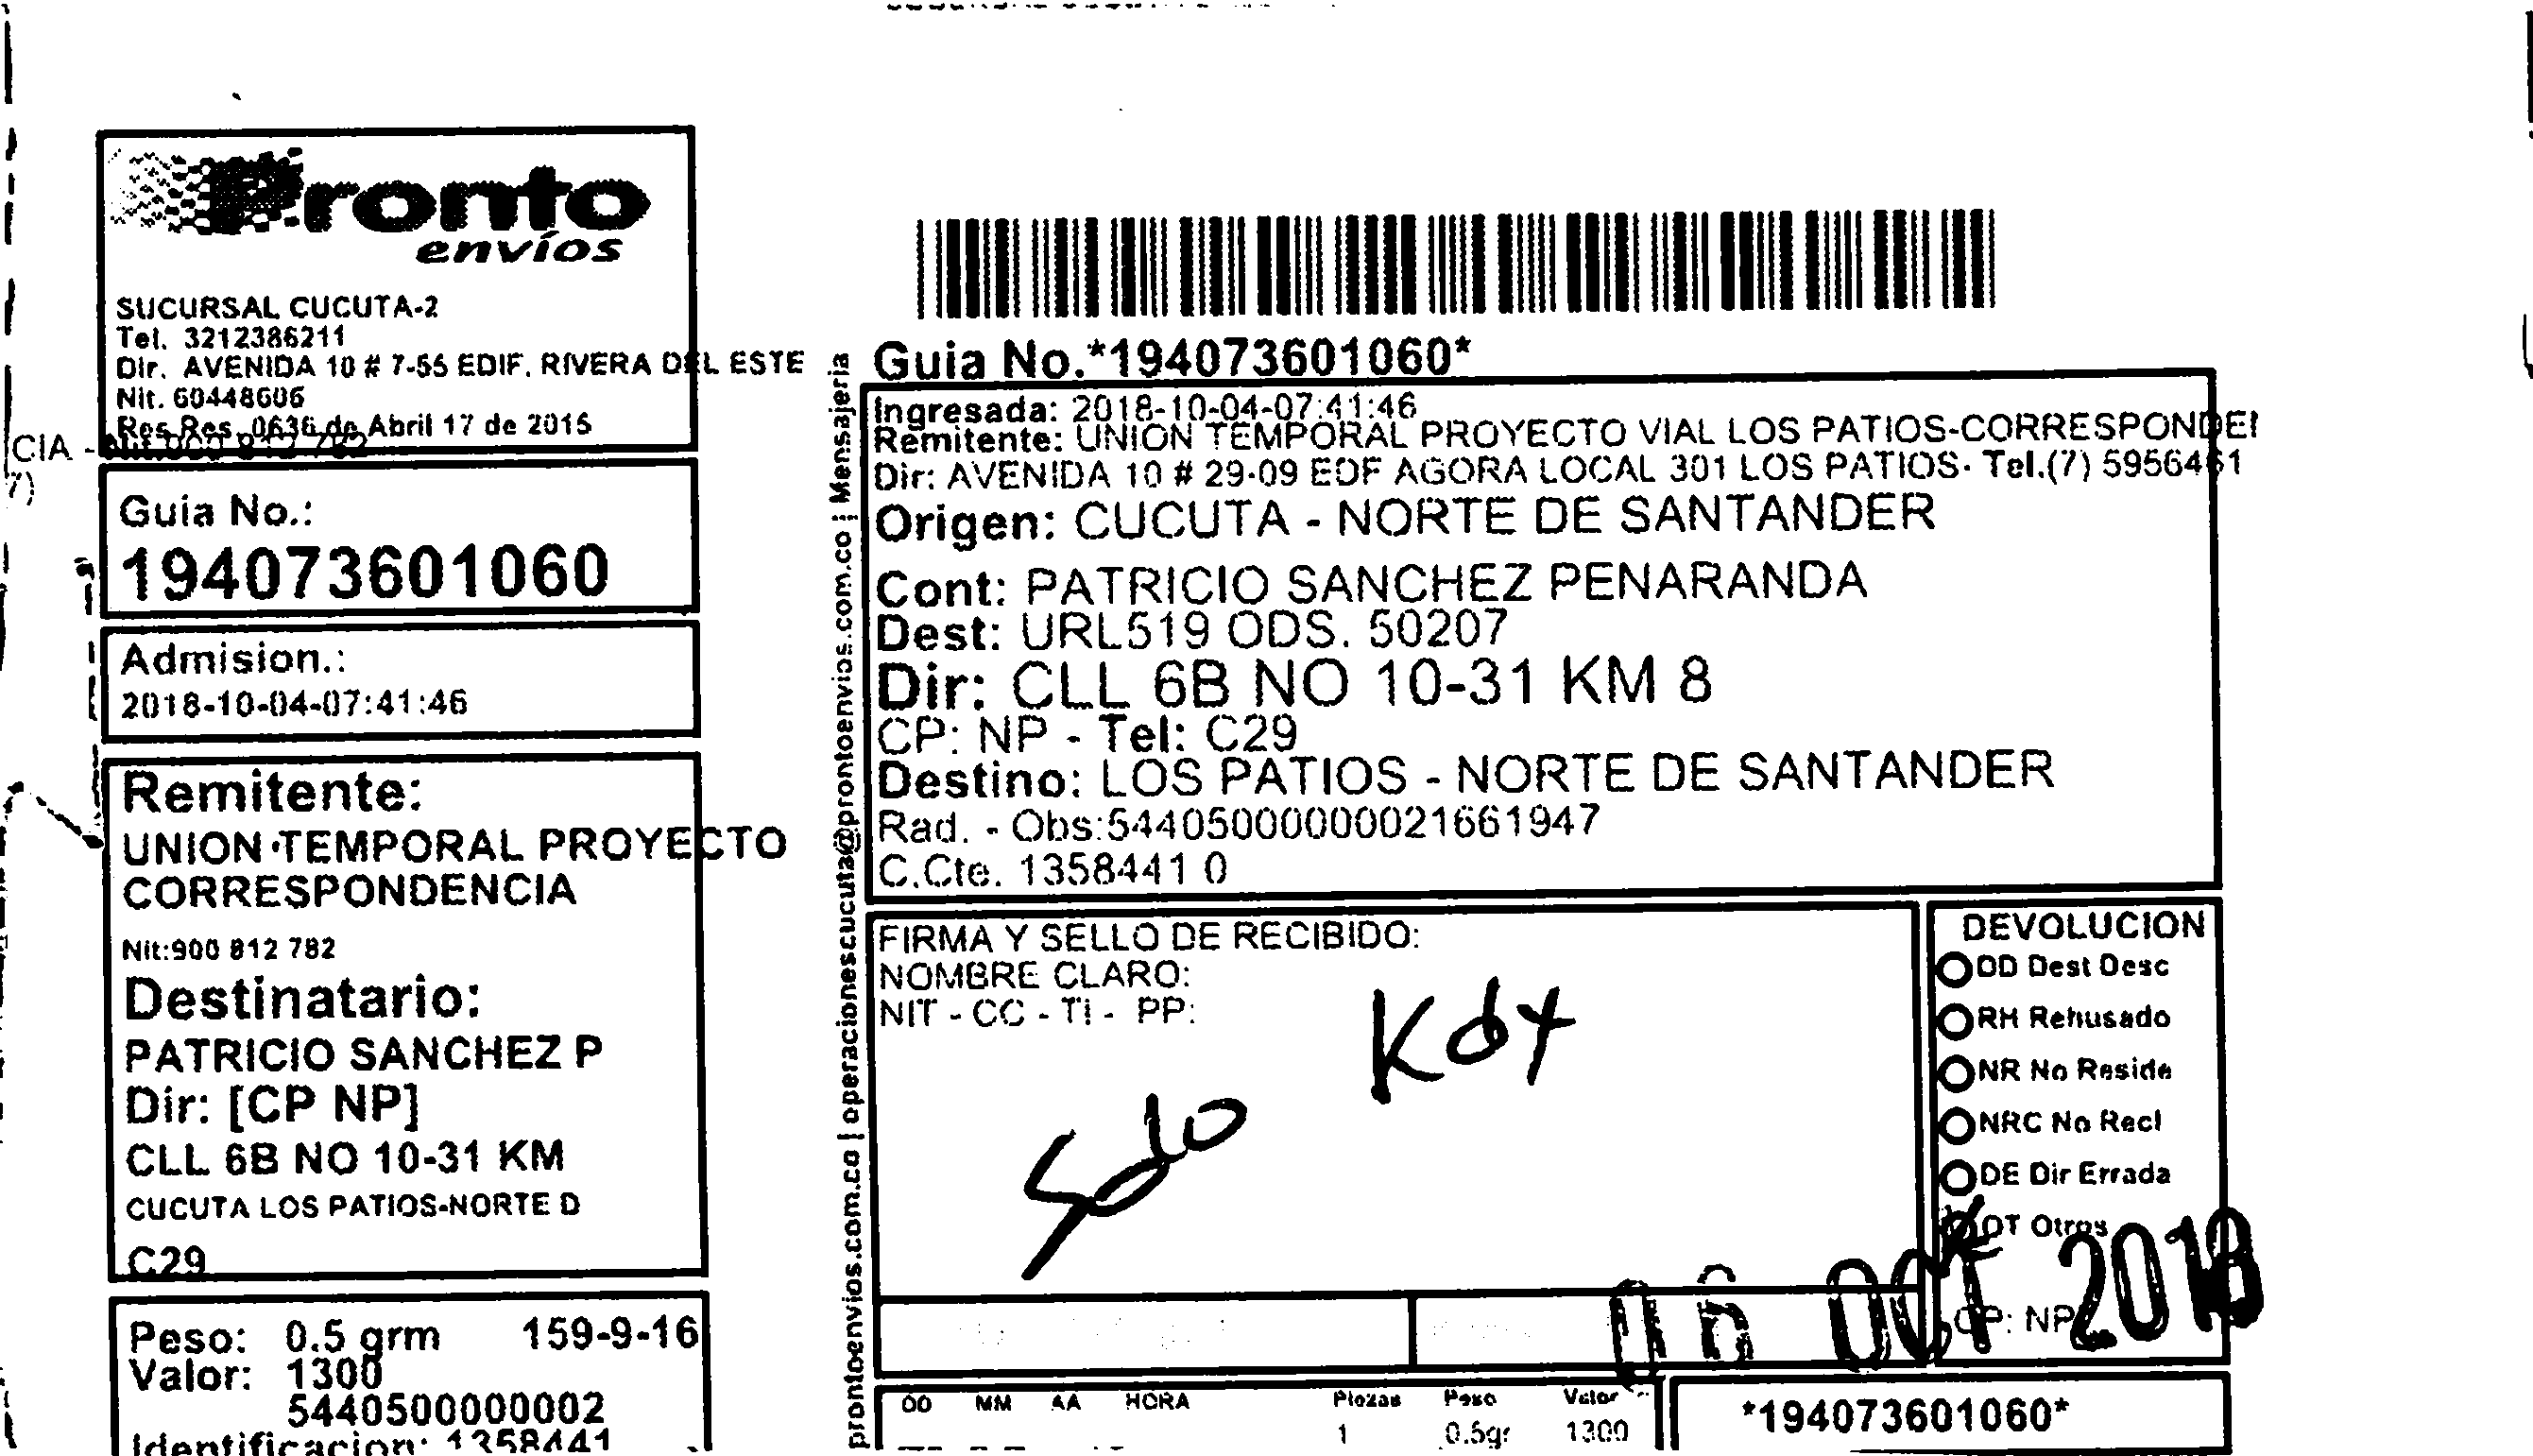 Pronto
envíos
SUCURSAL CUCUTA-2
Tel. 3212386211
Dir. AVENIDA 10 # 7-55 EDIF. RIVERA DEL ESTE
Nit. 60448606
Res Res. 0636 de Abril 17 de 2015
CIA - Nit.900 812 782
7)
Guia No.:
194073601060
Admision.:
2018-10-04-07:41:46
Remitente:
UNION TEMPORAL PROYECTO
CORRESPONDENCIA
Nit:900 812 782
Destinatario:
PATRICIO SANCHEZ P
Dir: [CP NP]
CLL 6B NO 10-31 KM
CUCUTA LOS PATIOS-NORTE D
C29
Peso: 0.5 grm 159-9-16
Valor: 1300
5440500000002
Identificacion: 1358441
prontoenvios.com.co | operacionescucuta@prontoenvios.com.co | Mensajeria
Guia No.*194073601060*
Ingresada: 2018-10-04-07:41:46
Remitente: UNION TEMPORAL PROYECTO VIAL LOS PATIOS-CORRESPONDEN
Dir: AVENIDA 10 # 29-09 EDF AGORA LOCAL 301 LOS PATIOS- Tel.(7) 5956461
Origen: CUCUTA - NORTE DE SANTANDER
Cont: PATRICIO SANCHEZ PENARANDA
Dest: URL519 ODS. 50207
Dir: CLL 6B NO 10-31 KM 8
CP: NP - Tel: C29
Destino: LOS PATIOS - NORTE DE SANTANDER
Rad. - Obs:544050000000021661947
C.Cte. 1358441 0
FIRMA Y SELLO DE RECIBIDO:
NOMBRE CLARO:
NIT - CC - TI - PP:
DEVOLUCION
DD Dest Desc
RH Rehusado
NR No Reside
NRC No Recl
DE Dir Errada
OT Otros
CP: NP
06 OCT 2018
DD MM AA HORA
Piezas Peso Valor
1 0.5gr 1300
*194073601060*